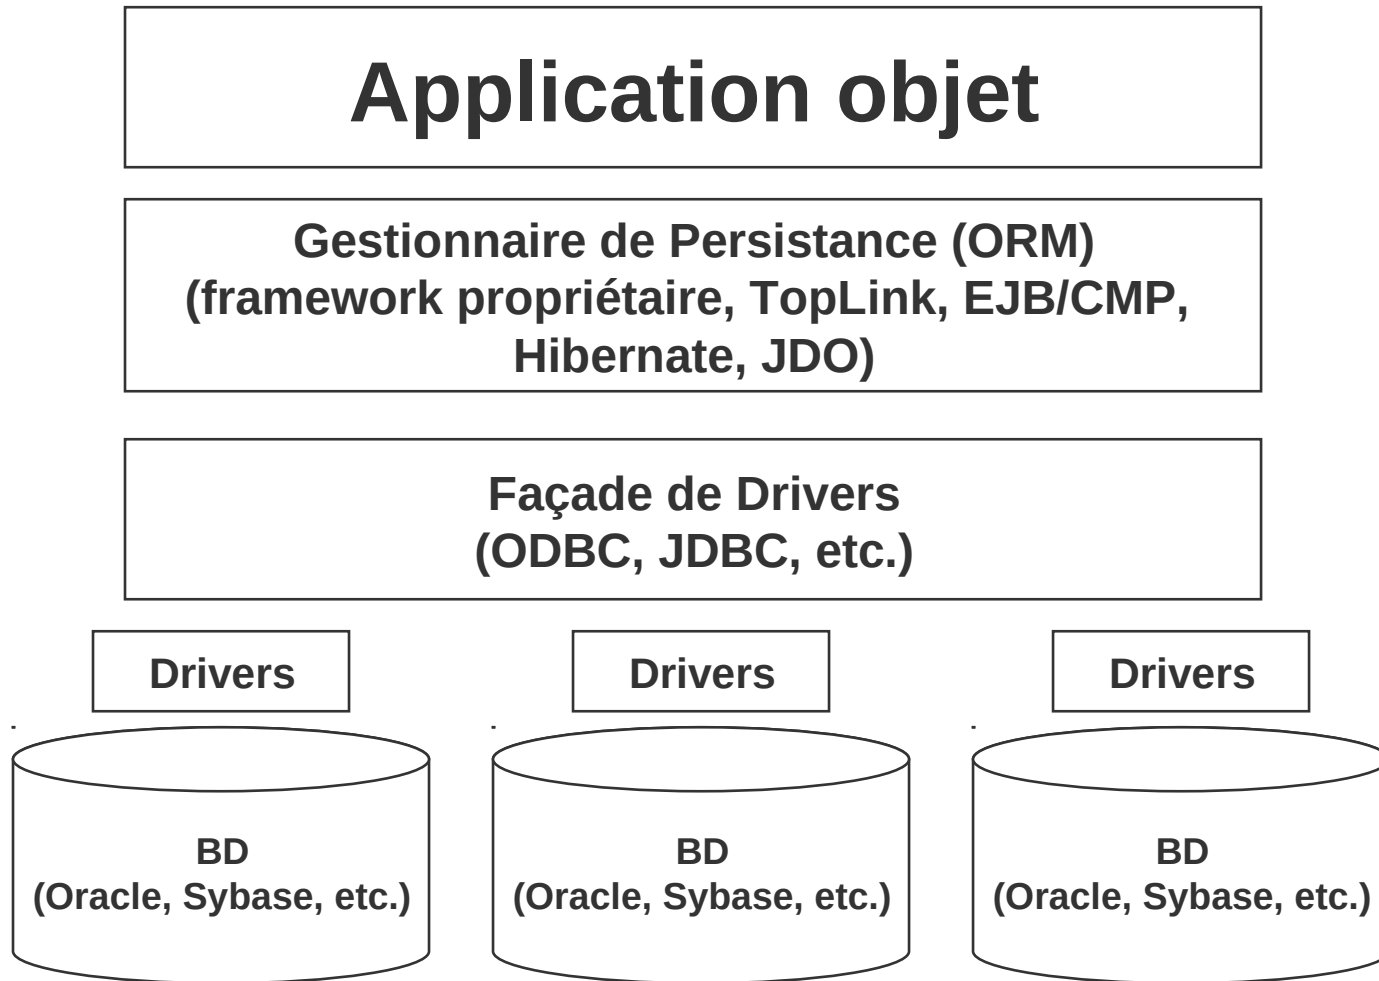 Application objet
Gestionnaire de Persistance (ORM)
(framework propriétaire, TopLink, EJB/CMP,
Hibernate, JDO)
Façade de Drivers
(ODBC, JDBC, etc.)
Drivers
Drivers
Drivers
BD
(Oracle, Sybase, etc.)
BD
(Oracle, Sybase, etc.)
BD
(Oracle, Sybase, etc.)